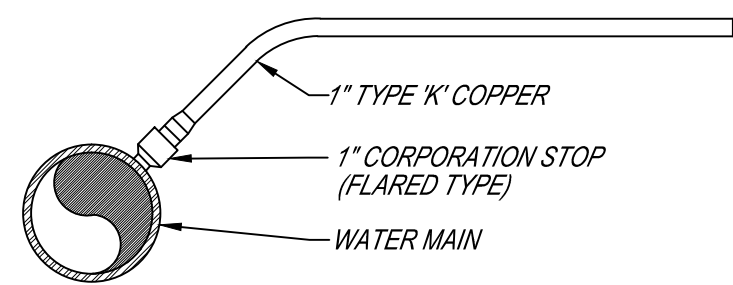 1" TYPE 'K' COPPER
1" CORPORATION STOP
(FLARED TYPE)
WATER MAIN